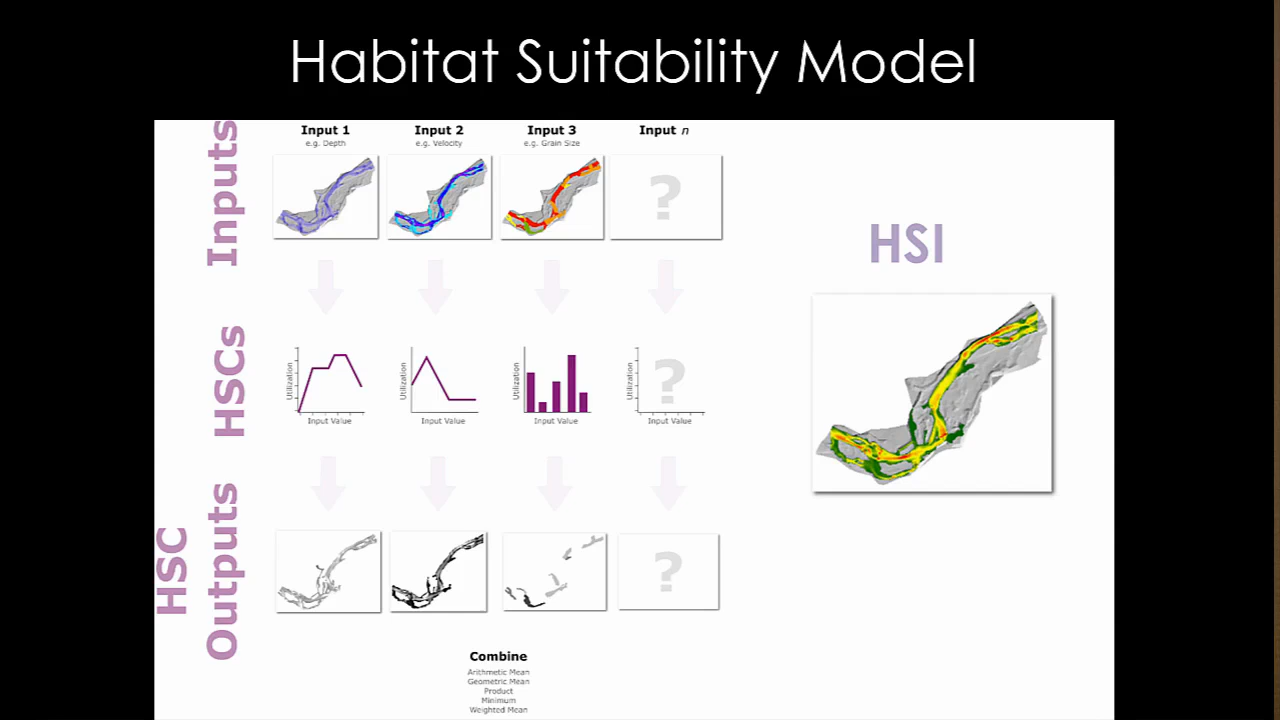 Habitat Suitability Model
Inputs
Input 1
e.g. Depth
Input 2
e.g. Velocity
Input 3
e.g. Grain Size
Input n
?
HSI
HSCs
Utilization
Input Value
Utilization
Input Value
Utilization
Input Value
Utilization
?
Input Value
HSC
Outputs
?
Combine
Arithmetic Mean
Geometric Mean
Product
Minimum
Weighted Mean